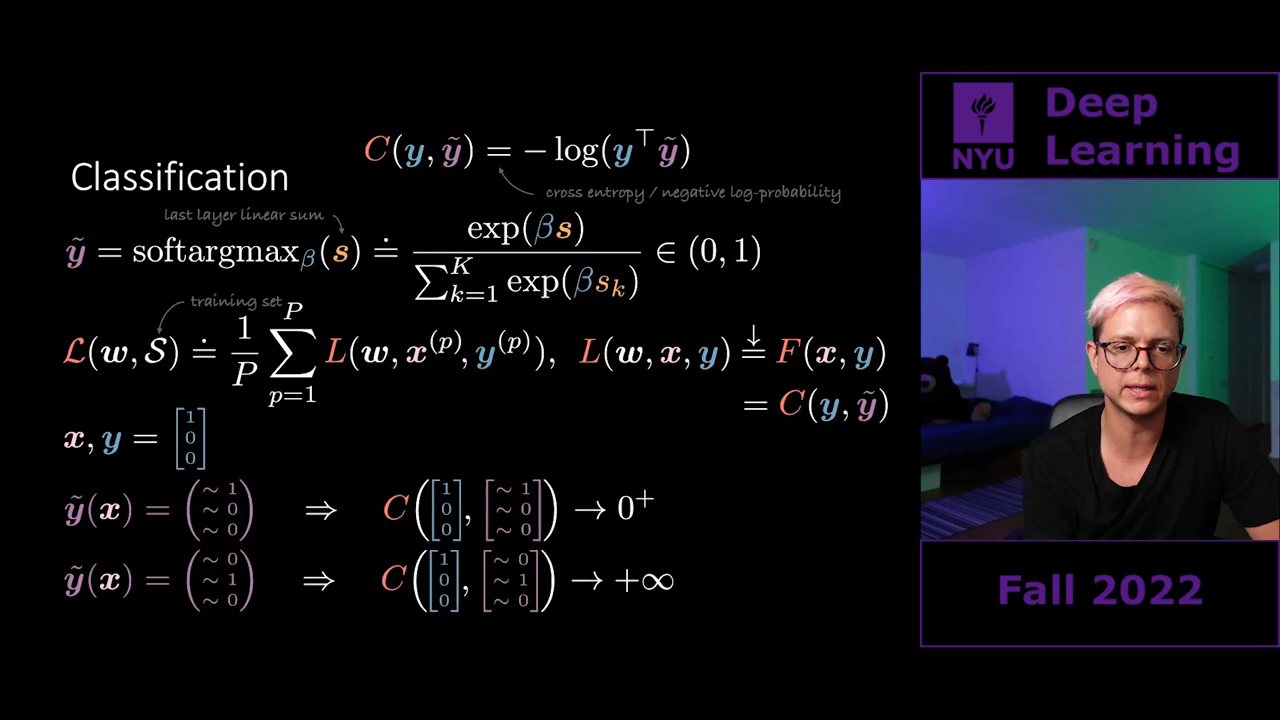 C(y, ỹ) = − log(y⊤ ỹ)
Classification
cross entropy / negative log-probability
last layer linear sum
ỹ = softargmax_β(s) ≐ exp(βs) / ∑_{k=1}^{K} exp(βs_k) ∈ (0, 1)
training set
ℒ(w, 𝒮) ≐ 1/P ∑_{p=1}^{P} L(w, x^(p), y^(p)), L(w, x, y) ↓= F(x, y)
= C(y, ỹ)
x, y = [1 0 0]
ỹ(x) = (∼ 1 ∼ 0 ∼ 0) ⇒ C([1 0 0], [∼ 1 ∼ 0 ∼ 0]) → 0⁺
ỹ(x) = (∼ 0 ∼ 1 ∼ 0) ⇒ C([1 0 0], [∼ 0 ∼ 1 ∼ 0]) → +∞
NYU
Deep
Learning
Fall 2022